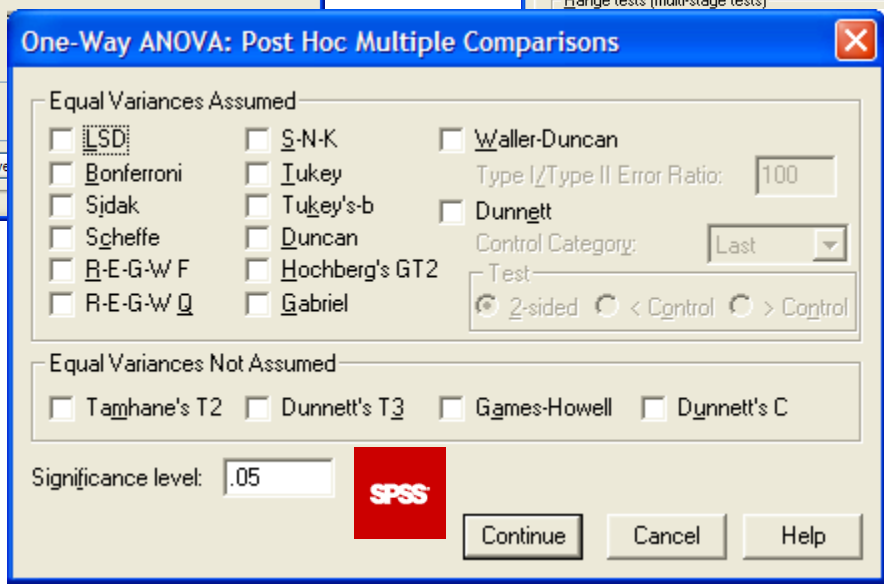 Range tests (multi-stage tests)
One-Way ANOVA: Post Hoc Multiple Comparisons
Equal Variances Assumed
LSD S-N-K Waller-Duncan
Bonferroni Tukey Type I/Type II Error Ratio: 100
Sidak Tukey's-b Dunnett
Scheffe Duncan Control Category: Last
R-E-G-W F Hochberg's GT2 Test
R-E-G-W Q Gabriel 2-sided < Control > Control
Equal Variances Not Assumed
Tamhane's T2 Dunnett's T3 Games-Howell Dunnett's C
Significance level: .05
SPSS
Continue Cancel Help